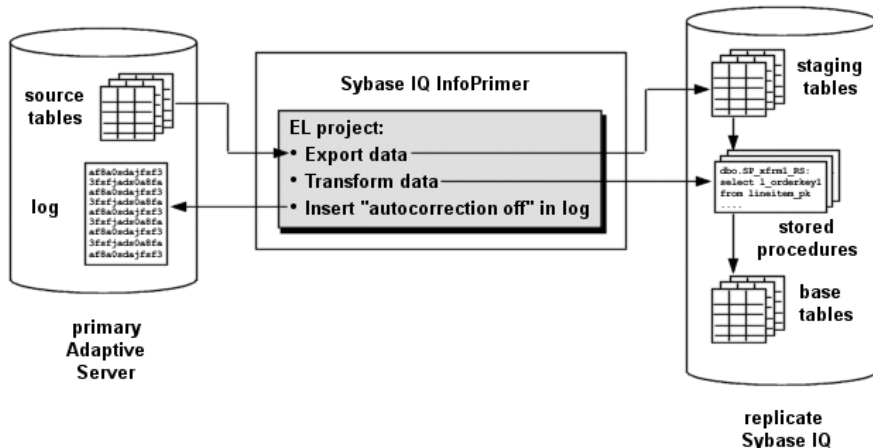 source
tables
log
af8a0sdajfsf3
3fsfjads0a8fa
af8a0sdajfsf3
3fsfjads0a8fa
af8a0sdajfsf3
3fsfjads0a8fa
af8a0sdajfsf3
3fsfjads0a8fa
af8a0sdajfsf3
primary
Adaptive
Server
Sybase IQ InfoPrimer
EL project:
• Export data
• Transform data
• Insert "autocorrection off" in log
staging
tables
dbo.SP_xfrm1_RS:
select l_orderkey1
from lineitem_pk
....
stored
procedures
base
tables
replicate
Sybase IQ